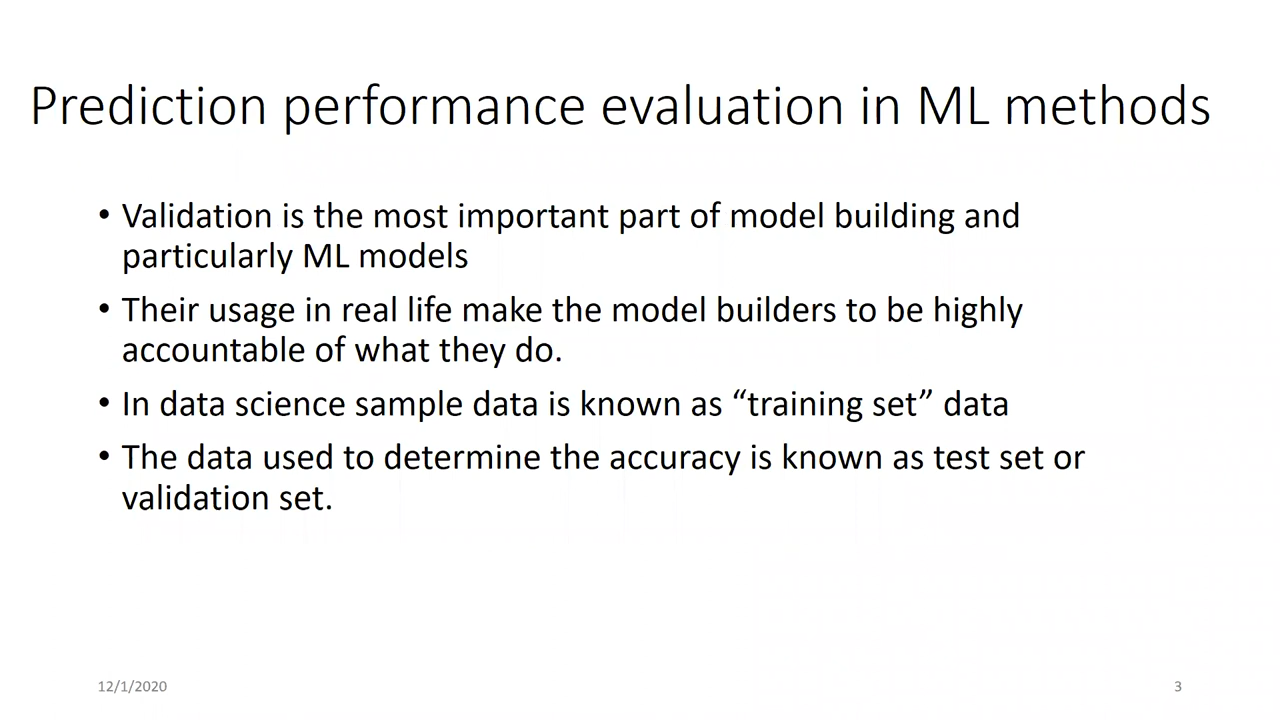 Prediction performance evaluation in ML methods
• Validation is the most important part of model building and
particularly ML models
• Their usage in real life make the model builders to be highly
accountable of what they do.
• In data science sample data is known as “training set” data
• The data used to determine the accuracy is known as test set or
validation set.
12/1/2020
3